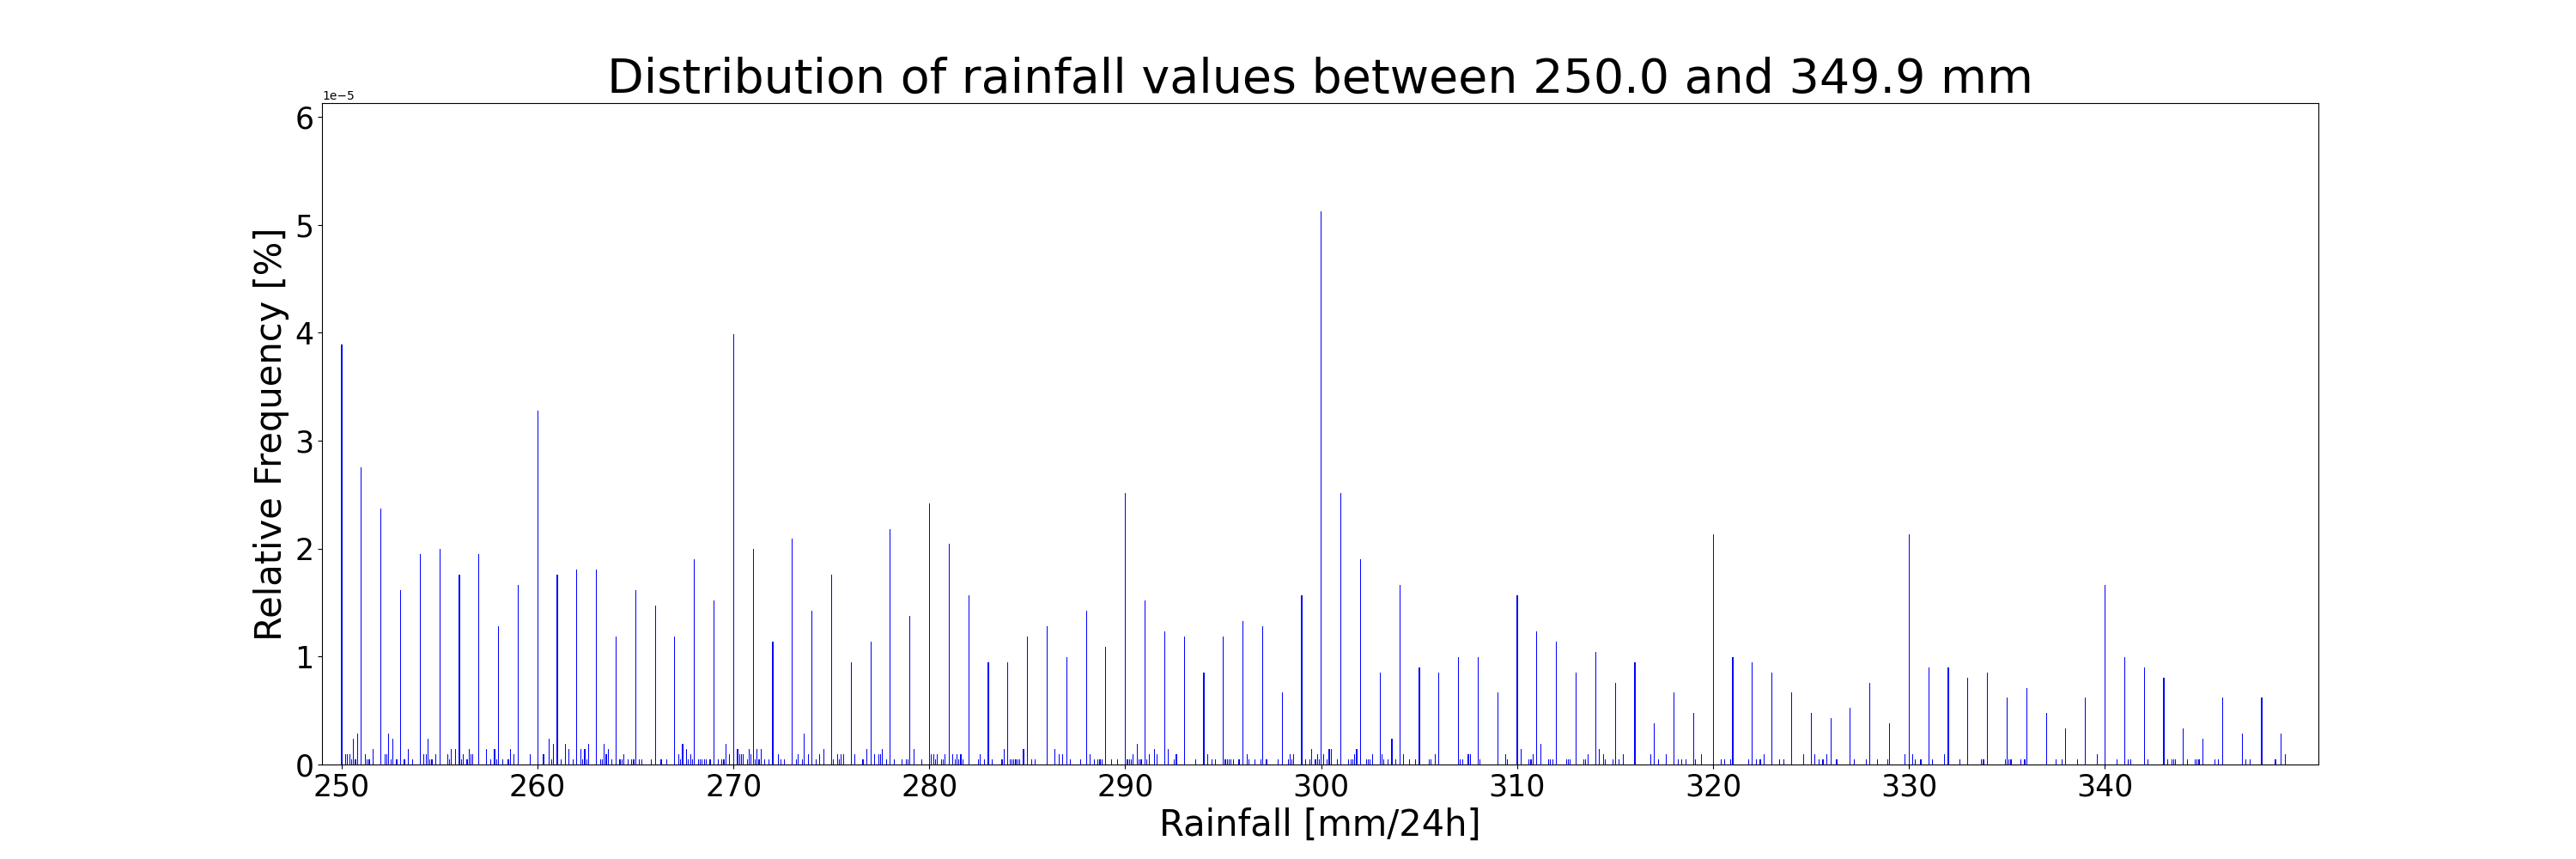 Distribution of rainfall values between 250.0 and 349.9 mm
1e−5
6
5
4
3
2
1
0
Relative Frequency [%]
250 260 270 280 290 300 310 320 330 340
Rainfall [mm/24h]